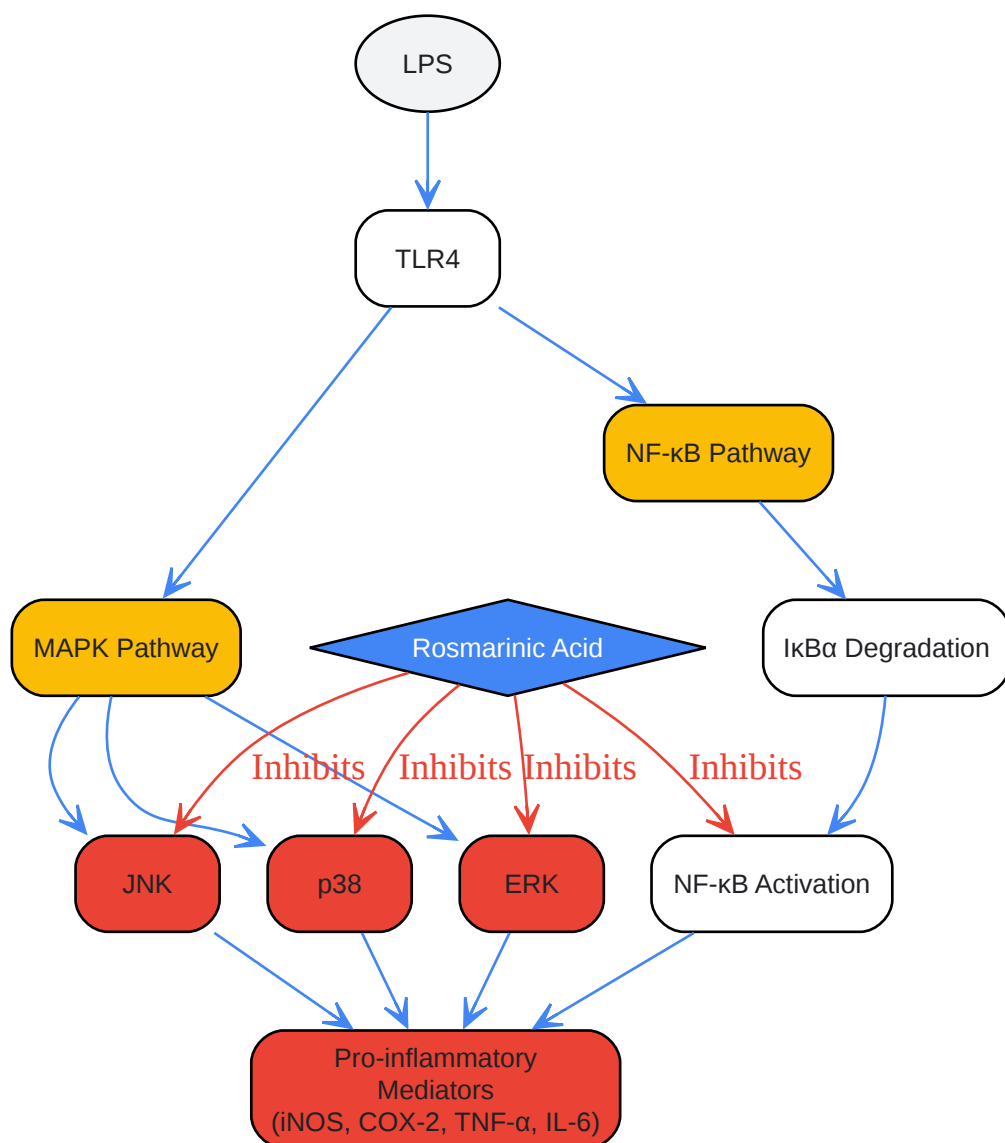 LPS
TLR4
NF-κB Pathway
MAPK Pathway
Rosmarinic Acid
IκBα Degradation
Inhibits
Inhibits
Inhibits
Inhibits
JNK
p38
ERK
NF-κB Activation
Pro-inflammatory
Mediators
(iNOS, COX-2, TNF-α, IL-6)